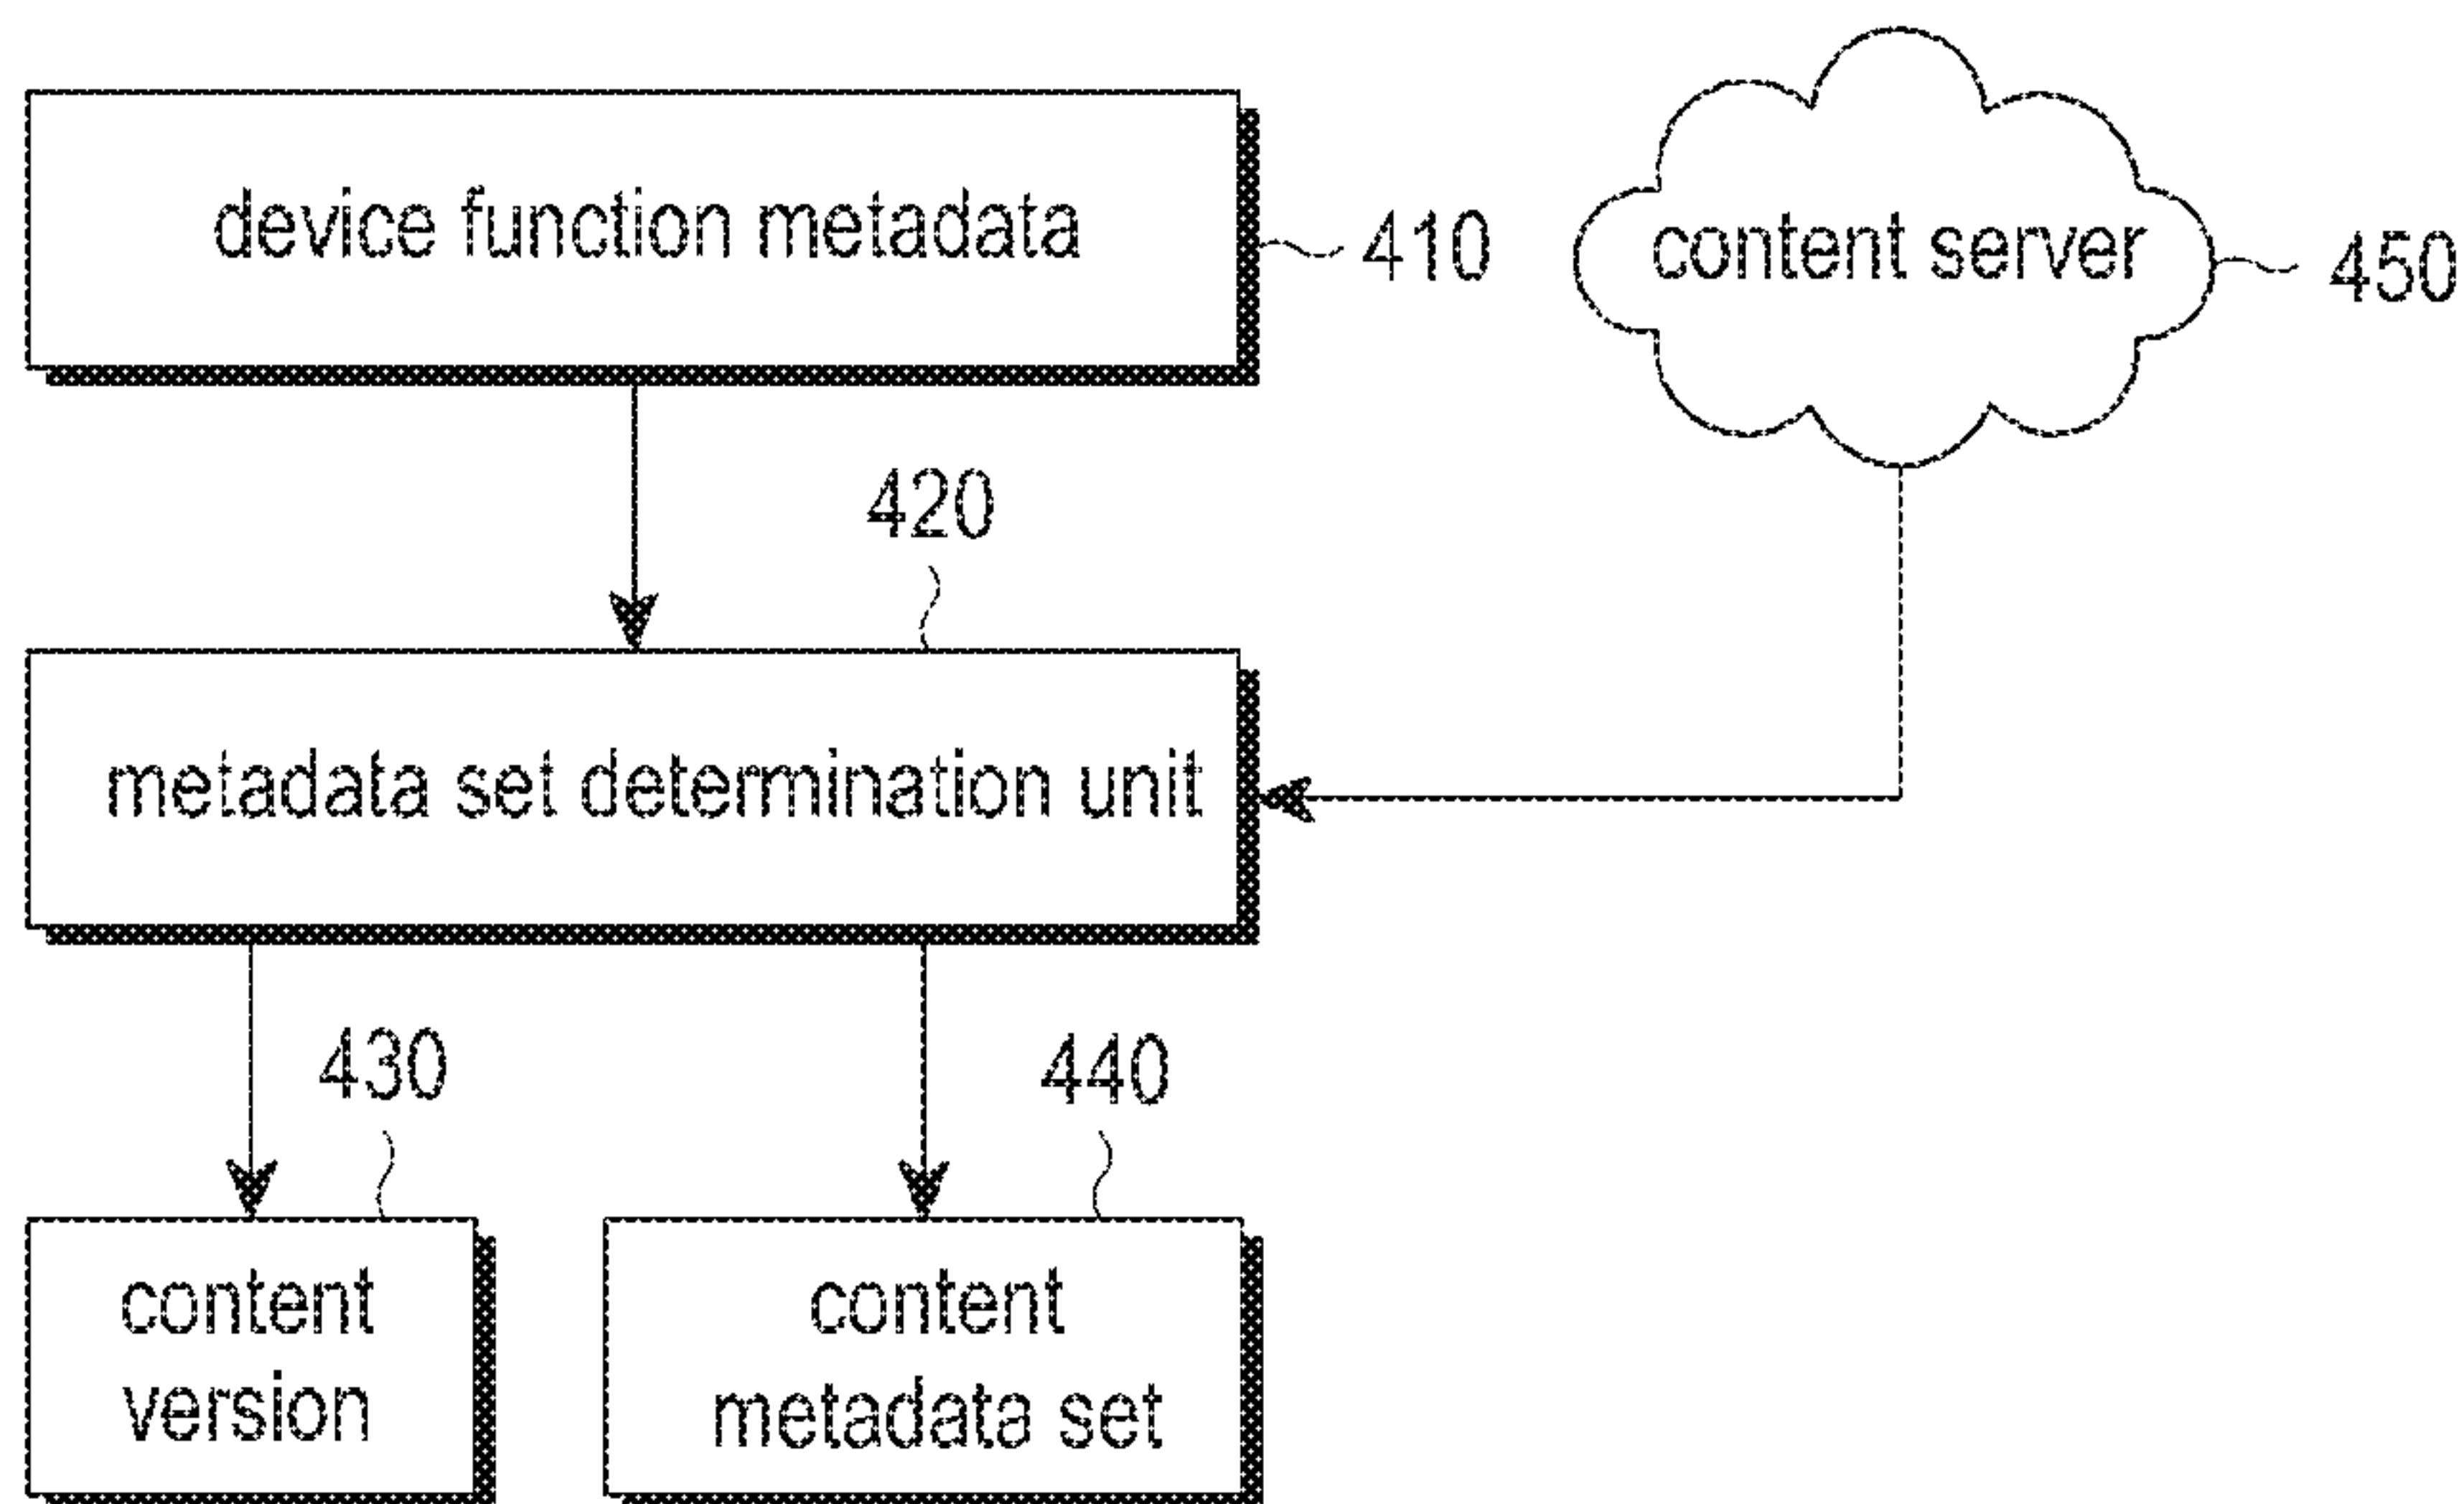 device function metadata
410
content server
450
420
metadata set determination unit
430
440
content
version
content
metadata set